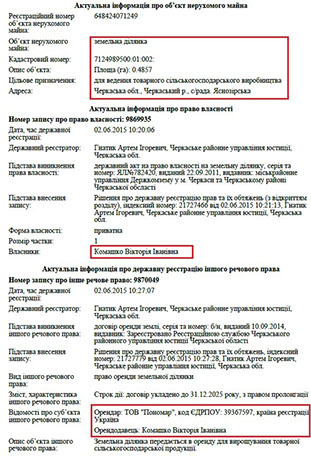 Актуальна інформація про об'єкт нерухомого майна
Реєстраційний номер 648424071249
об'єкту нерухомого
майна:
Об'єкт нерухомого земельна ділянка
майна:
Кадастровий номер: 7124989500:01:002:
Опис об'єкта: Площа (га): 0.4857
Цільове призначення: для ведення товарного сільськогосподарського виробництва
Адреса: Черкаська обл., Черкаський р., с/рада. Яснозірська
Актуальна інформація про право власності
Номер запису про право власності: 9869935
Дата, час державної 02.06.2015 10:20:06
реєстрації:
Державний реєстратор: Гнатик Артем Ігоревич, Черкаське районне управління юстиції,
Черкаська обл.
Підстава виникнення державний акт на право власності на земельну ділянку, серія та
права власності: номер: ЯЛ№782420, виданий 22.09.2011, видавник: міськрайонне
управління Держкомзему у м. Черкаси та Черкаському районі
Черкаської області
Підстава внесення Рішення про державну реєстрацію прав та їх обтяжень (з відкриттям
запису: розділу), індексний номер: 21727466 від 02.06.2015 10:21:13, Гнатик
Артем Ігоревич, Черкаське районне управління юстиції, Черкаська
обл.
Форма власності: приватна
Розмір частки: 1
Власники: Комашко Вікторія Іванівна
Актуальна інформація про державну реєстрацію іншого речового права
Номер запису про інше речове право: 9870049
Дата, час державної 02.06.2015 10:27:07
реєстрації:
Державний реєстратор: Гнатик Артем Ігоревич, Черкаське районне управління юстиції,
Черкаська обл.
Підстава виникнення договір оренди землі, серія та номер: б/н, виданий 10.09.2014,
іншого речового права: видавник: Зареєстровано Реєстраційною службою Черкаського
районного управління юстиції Черкаської області
Підстава внесення Рішення про державну реєстрацію прав та їх обтяжень, індексний
запису: номер: 21727779 від 02.06.2015 10:27:28, Гнатик Артем Ігоревич,
Черкаське районне управління юстиції, Черкаська обл.
Вид іншого речового право оренди земельної ділянки
права:
Зміст, характеристика Строк дії: договір укладено до 31.12.2025 року, з правом пролонгації
іншого речового права:
Відомості про суб'єкта Орендар: ТОВ "Пономар", код ЄДРПОУ: 39367597, країна реєстрації:
іншого речового права: Україна
Орендодавець: Комашко Вікторія Іванівна
Опис об'єкта іншого Земельна ділянка передається в оренду для вирощування товарної
речового права: сільськогосподарської продукції.